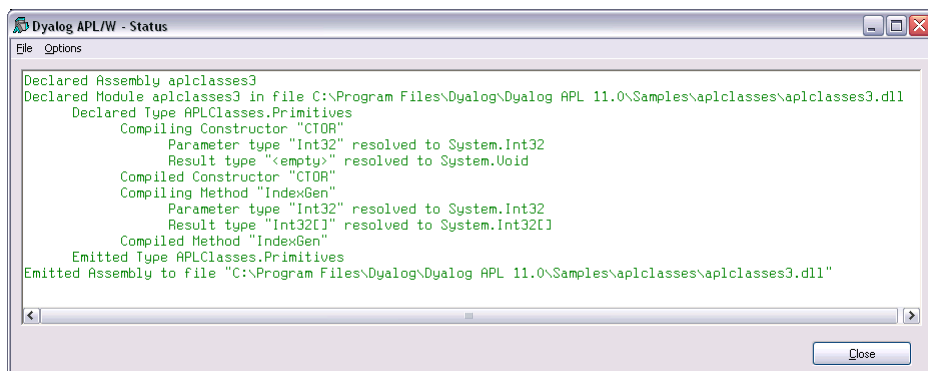 Dyalog APL/W - Status
File Options
Declared Assembly aplclasses3
Declared Module aplclasses3 in file C:\Program Files\Dyalog\Dyalog APL 11.0\Samples\aplclasses\aplclasses3.dll
Declared Type APLClasses.Primitives
Compiling Constructor "CTOR"
Parameter type "Int32" resolved to System.Int32
Result type "<empty>" resolved to System.Void
Compiled Constructor "CTOR"
Compiling Method "IndexGen"
Parameter type "Int32" resolved to System.Int32
Result type "Int32[]" resolved to System.Int32[]
Compiled Method "IndexGen"
Emitted Type APLClasses.Primitives
Emitted Assembly to file "C:\Program Files\Dyalog\Dyalog APL 11.0\Samples\aplclasses\aplclasses3.dll"
Close